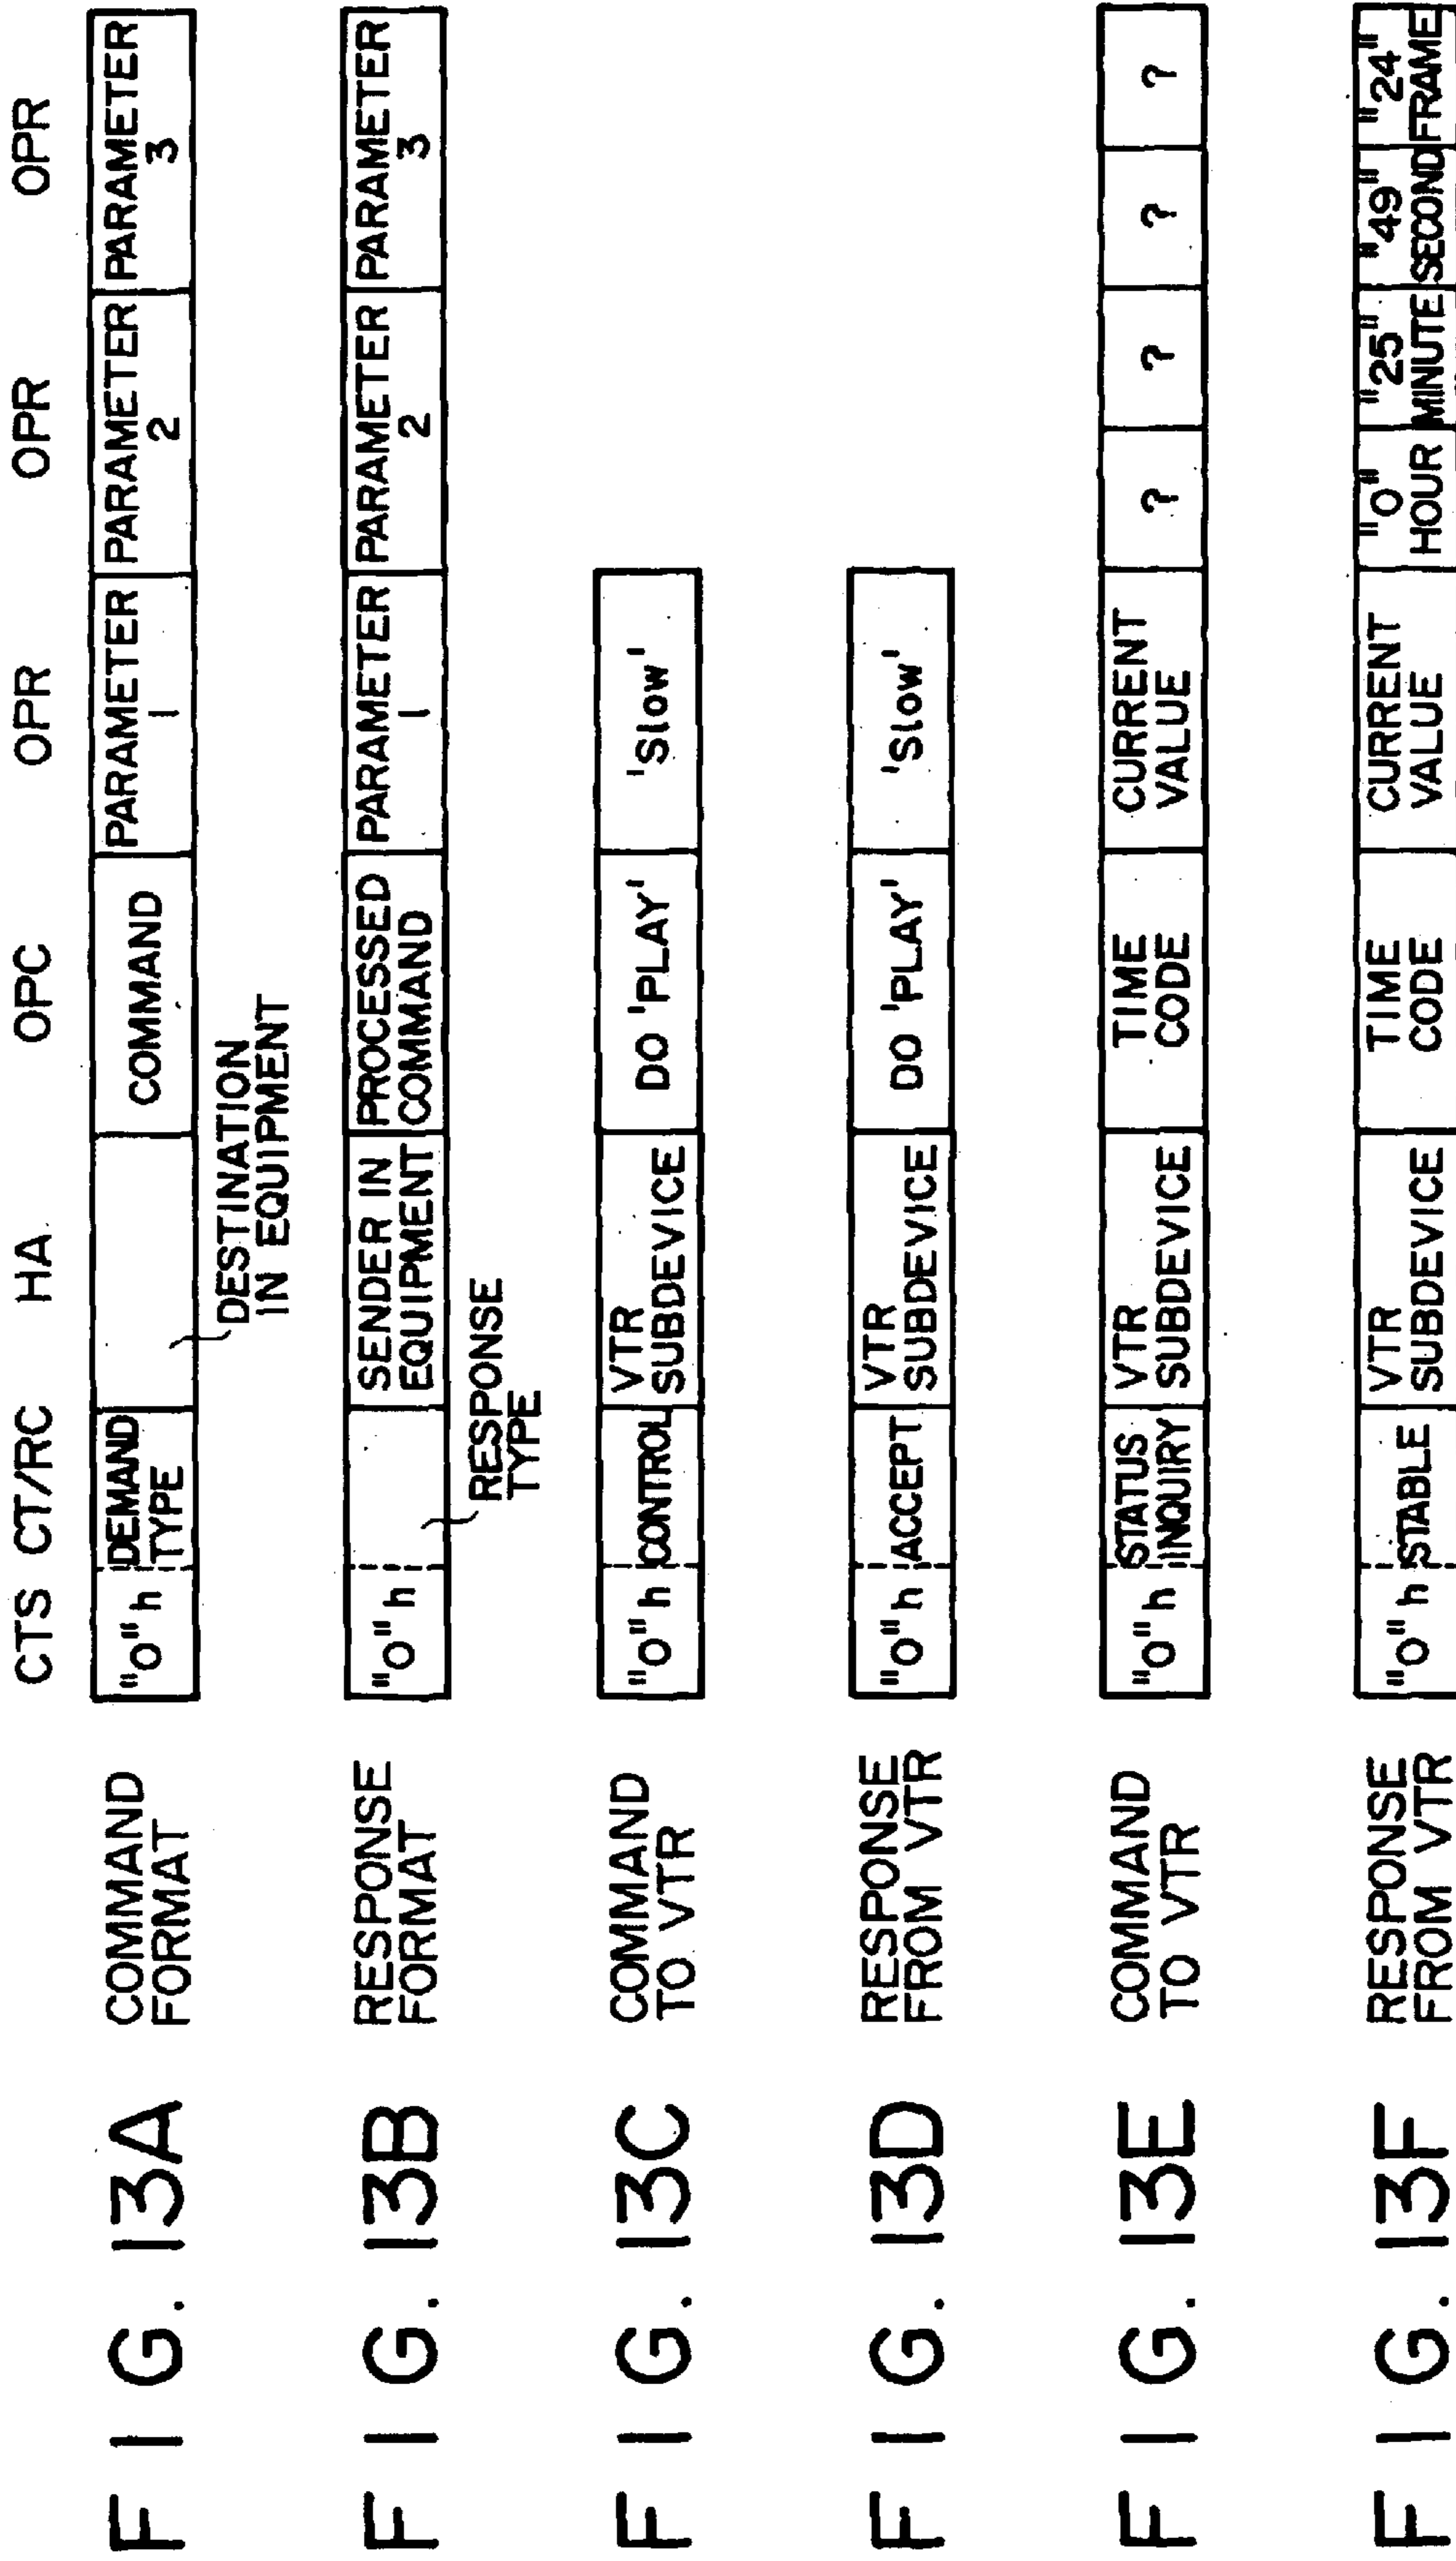 CTS CT/RC HA OPC OPR OPR OPR
FIG. 13A
COMMAND
FORMAT
"0"h
DEMAND
TYPE
COMMAND
PARAMETER
1
PARAMETER
2
PARAMETER
3
DESTINATION
IN EQUIPMENT
FIG. 13B
RESPONSE
FORMAT
"0"h
SENDER IN
EQUIPMENT
PROCESSED
COMMAND
PARAMETER
1
PARAMETER
2
PARAMETER
3
RESPONSE
TYPE
FIG. 13C
COMMAND
TO VTR
"0"h
CONTROL
VTR
SUBDEVICE
DO 'PLAY'
'Slow'
FIG. 13D
RESPONSE
FROM VTR
"0"h
ACCEPT
VTR
SUBDEVICE
DO 'PLAY'
'Slow'
FIG. 13E
COMMAND
TO VTR
"0"h
STATUS
INQUIRY
VTR
SUBDEVICE
TIME
CODE
CURRENT
VALUE
?
?
?
?
FIG. 13F
RESPONSE
FROM VTR
"0"h
STABLE
VTR
SUBDEVICE
TIME
CODE
CURRENT
VALUE
"0"
HOUR
"25"
MINUTE
"49"
SECOND
"24"
FRAME